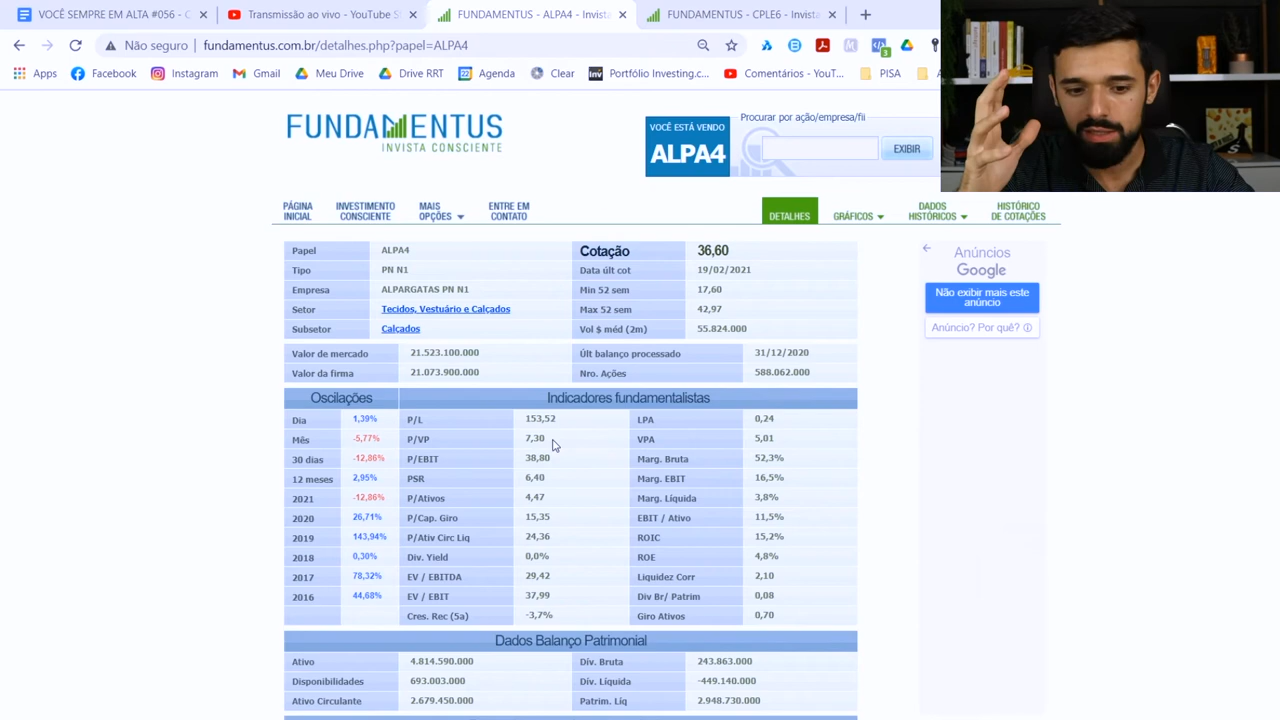 VOCÊ SEMPRE EM ALTA #056 - C
Transmissão ao vivo - YouTube S
FUNDAMENTUS - ALPA4 - Invista
FUNDAMENTUS - CPLE6 - Invista
Não seguro | fundamentus.com.br/detalhes.php?papel=ALPA4
3
Apps Facebook Instagram Gmail Meu Drive Drive RRT Agenda Clear Portfólio Investing.c... Comentários - YouT... PISA
FUNDAMENTUS
INVISTA CONSCIENTE
VOCÊ ESTÁ VENDO
ALPA4
Procurar por ação/empresa/fii
EXIBIR
PÁGINA INICIAL
INVESTIMENTO CONSCIENTE
MAIS OPÇÕES
ENTRE EM CONTATO
DETALHES
GRÁFICOS
DADOS HISTÓRICOS
HISTÓRICO DE COTAÇÕES
Papel ALPA4 Cotação 36,60
Tipo PN N1 Data últ cot 19/02/2021
Empresa ALPARGATAS PN N1 Min 52 sem 17,60
Setor Tecidos, Vestuário e Calçados Max 52 sem 42,97
Subsetor Calçados Vol $ méd (2m) 55.824.000
Valor de mercado 21.523.100.000 Últ balanço processado 31/12/2020
Valor da firma 21.073.900.000 Nro. Ações 588.062.000
Oscilações Indicadores fundamentalistas
Dia 1,39% P/L 153,52 LPA 0,24
Mês -5,77% P/VP 7,30 VPA 5,01
30 dias -12,86% P/EBIT 38,80 Marg. Bruta 52,3%
12 meses 2,95% PSR 6,40 Marg. EBIT 16,5%
2021 -12,86% P/Ativos 4,47 Marg. Líquida 3,8%
2020 26,71% P/Cap. Giro 15,35 EBIT / Ativo 11,5%
2019 143,94% P/Ativ Circ Liq 24,36 ROIC 15,2%
2018 0,30% Div. Yield 0,0% ROE 4,8%
2017 78,32% EV / EBITDA 29,42 Liquidez Corr 2,10
2016 44,68% EV / EBIT 37,99 Div Br/ Patrim 0,08
Cres. Rec (5a) -3,7% Giro Ativos 0,70
Dados Balanço Patrimonial
Ativo 4.814.590.000 Dív. Bruta 243.863.000
Disponibilidades 693.003.000 Dív. Líquida -449.140.000
Ativo Circulante 2.679.450.000 Patrim. Líq 2.948.730.000
Anúncios
Google
Não exibir mais este anúncio
Anúncio? Por quê?